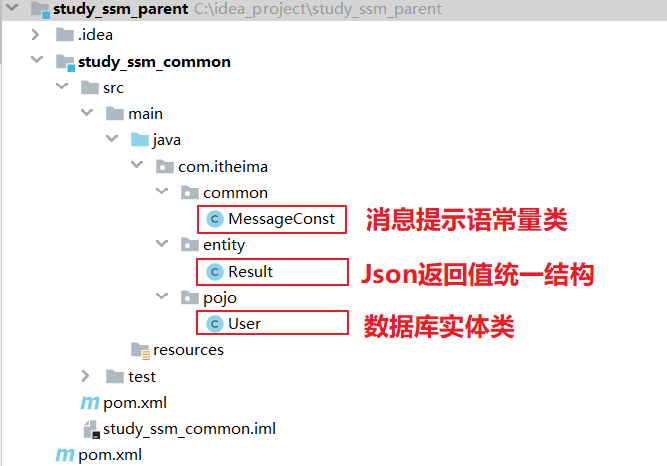 study_ssm_parent C:\idea_project\study_ssm_parent
.idea
study_ssm_common
src
main
java
com.itheima
common
MessageConst 消息提示语常量类
entity
Result Json返回值统一结构
pojo
User 数据库实体类
resources
test
pom.xml
study_ssm_common.iml
pom.xml